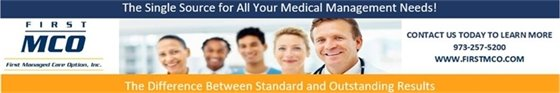 The Single Source for All Your Medical Management Needs!
FIRST
MCO
First Managed Care Option, Inc.
CONTACT US TODAY TO LEARN MORE
973-257-5200
WWW.FIRSTMCO.COM
The Difference Between Standard and Outstanding Results